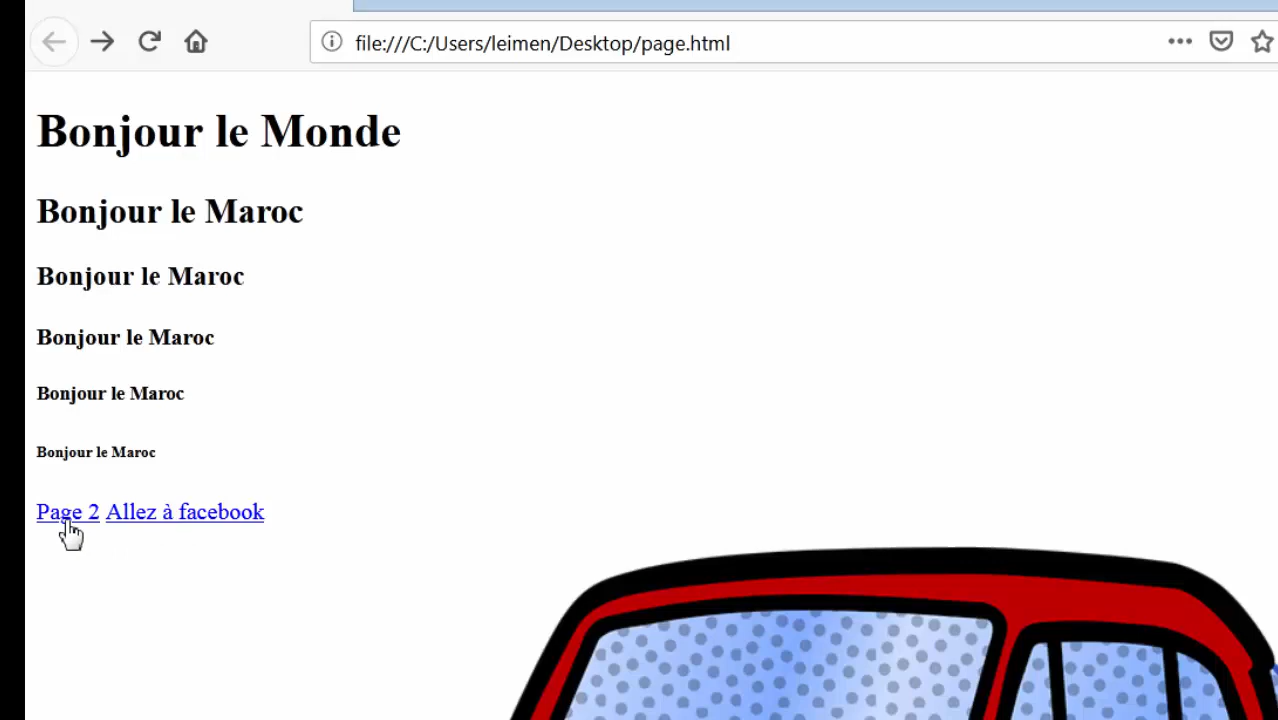 file:///C:/Users/leimen/Desktop/page.html
Bonjour le Monde
Bonjour le Maroc
Bonjour le Maroc
Bonjour le Maroc
Bonjour le Maroc
Bonjour le Maroc
Page 2 Allez à facebook